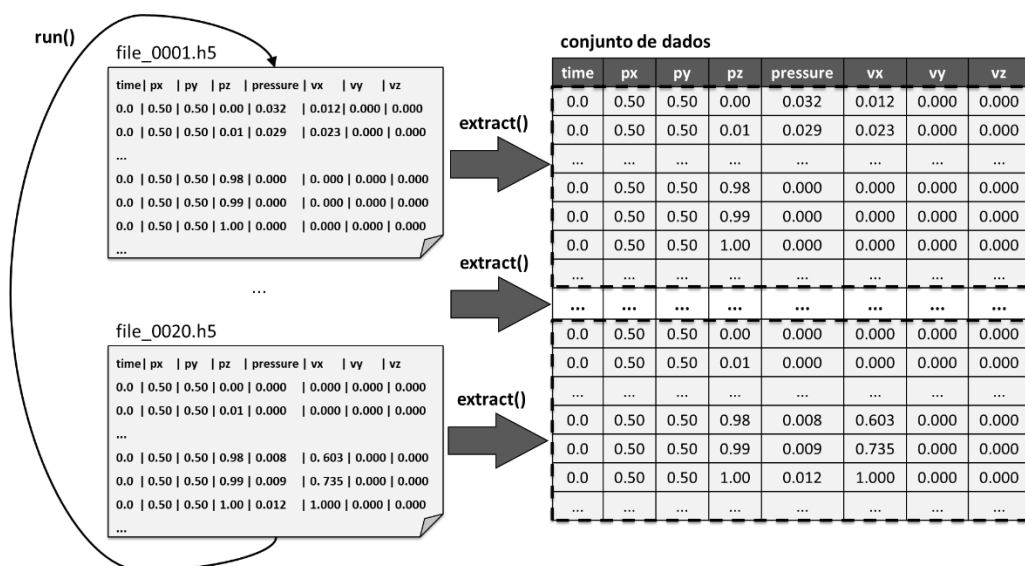 run()
file_0001.h5
time| px | py | pz | pressure | vx | vy | vz
0.0 | 0.50 | 0.50 | 0.00 | 0.032 | 0.012| 0.000 | 0.000
0.0 | 0.50 | 0.50 | 0.01 | 0.029 | 0.023 | 0.000 | 0.000
...
0.0 | 0.50 | 0.50 | 0.98 | 0.000 | 0. 000 | 0.000 | 0.000
0.0 | 0.50 | 0.50 | 0.99 | 0.000 | 0. 000 | 0.000 | 0.000
0.0 | 0.50 | 0.50 | 1.00 | 0.000 | 0.000 | 0.000 | 0.000
...
...
file_0020.h5
time| px | py | pz | pressure | vx | vy | vz
0.0 | 0.50 | 0.50 | 0.00 | 0.000 | 0.000 | 0.000 | 0.000
0.0 | 0.50 | 0.50 | 0.01 | 0.000 | 0.000 | 0.000 | 0.000
...
0.0 | 0.50 | 0.50 | 0.98 | 0.008 | 0. 603 | 0.000 | 0.000
0.0 | 0.50 | 0.50 | 0.99 | 0.009 | 0. 735 | 0.000 | 0.000
0.0 | 0.50 | 0.50 | 1.00 | 0.012 | 1.000 | 0.000 | 0.000
...
extract()
extract()
extract()
conjunto de dados
time px py pz pressure vx vy vz
0.0 0.50 0.50 0.00 0.032 0.012 0.000 0.000
0.0 0.50 0.50 0.01 0.029 0.023 0.000 0.000
... ... ... ... ... ... ... ...
0.0 0.50 0.50 0.98 0.000 0.000 0.000 0.000
0.0 0.50 0.50 0.99 0.000 0.000 0.000 0.000
0.0 0.50 0.50 1.00 0.000 0.000 0.000 0.000
... ... ... ... ... ... ... ...
... ... ... ... ... ... ... ...
0.0 0.50 0.50 0.00 0.000 0.000 0.000 0.000
0.0 0.50 0.50 0.01 0.000 0.000 0.000 0.000
... ... ... ... ... ... ... ...
0.0 0.50 0.50 0.98 0.008 0.603 0.000 0.000
0.0 0.50 0.50 0.99 0.009 0.735 0.000 0.000
0.0 0.50 0.50 1.00 0.012 1.000 0.000 0.000
... ... ... ... ... ... ... ...